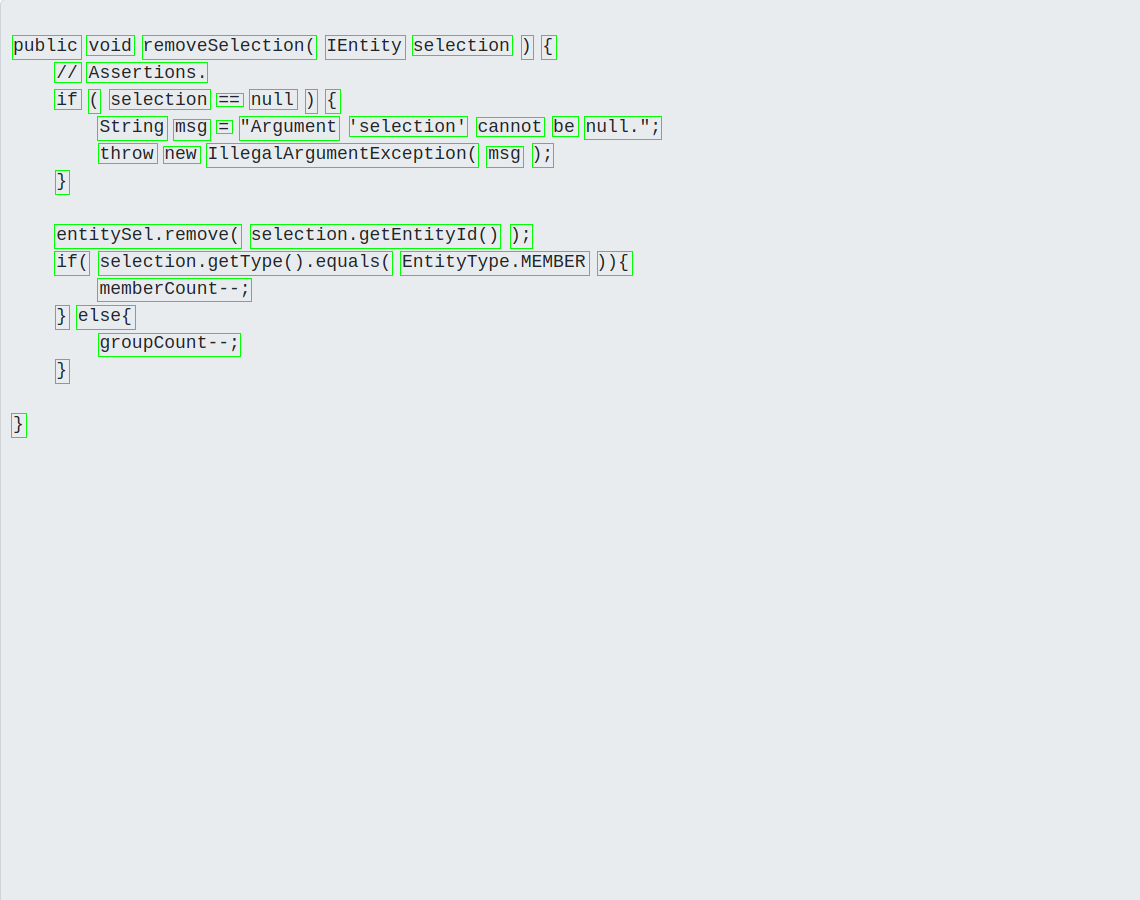 public void removeSelection( IEntity selection ) {
// Assertions.
if ( selection == null ) {
String msg = "Argument 'selection' cannot be null.";
throw new IllegalArgumentException( msg );
}
entitySel.remove( selection.getEntityId() );
if( selection.getType().equals( EntityType.MEMBER )){
memberCount--;
} else{
groupCount--;
}
}